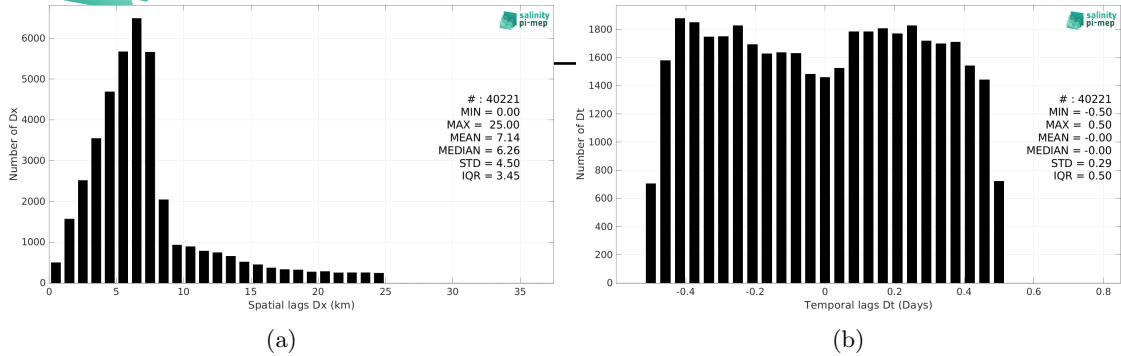 salinity
pi-mep
6000
5000
4000
3000
2000
1000
0
Number of Dx
# : 40221
MIN = 0.00
MAX =  25.00
MEAN = 7.14
MEDIAN = 6.26
STD = 4.50
IQR = 3.45
0 5 10 15 20 25 30 35
Spatial lags Dx (km)
(a)
salinity
pi-mep
1800
1600
1400
1200
1000
800
600
400
200
0
Number of Dt
# : 40221
MIN = -0.50
MAX =  0.50
MEAN = -0.00
MEDIAN = -0.00
STD = 0.29
IQR = 0.50
-0.4 -0.2 0 0.2 0.4 0.6 0.8
Temporal lags Dt (Days)
(b)